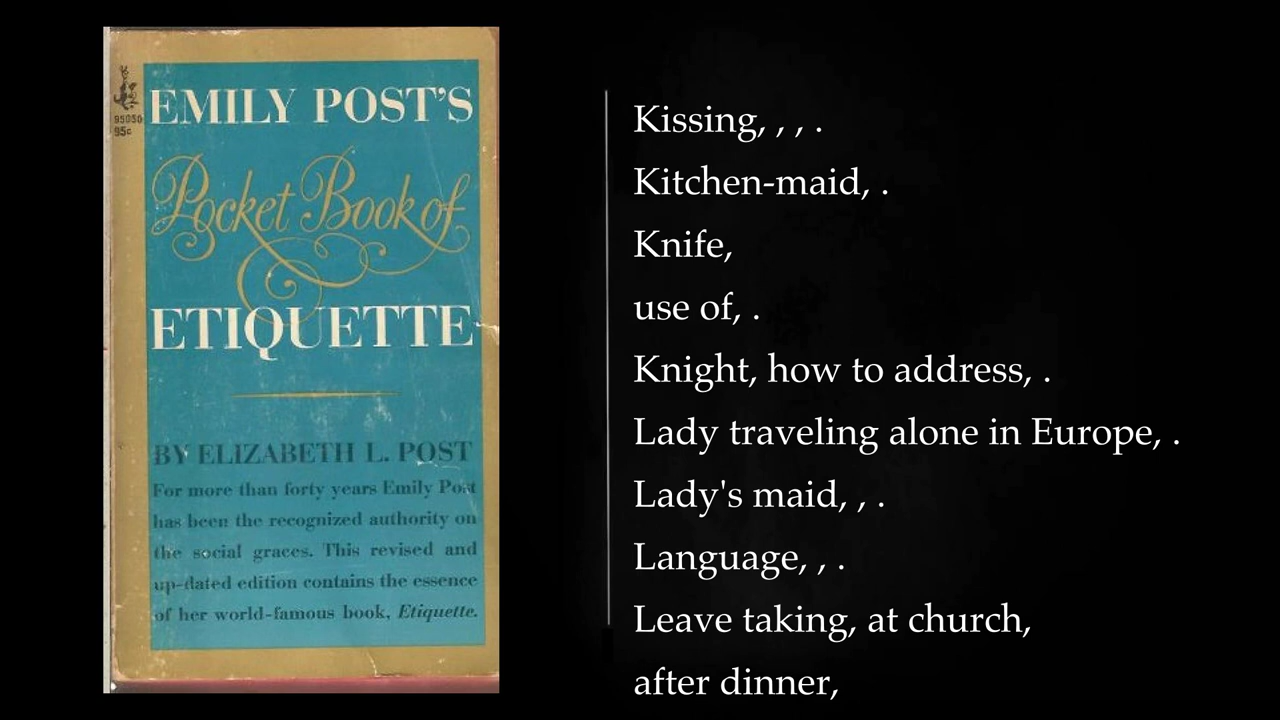 95050
95c
EMILY POST'S
Pocket Book of
ETIQUETTE
BY ELIZABETH L. POST
For more than forty years Emily Post
has been the recognized authority on
the social graces. This revised and
up-dated edition contains the essence
of her world-famous book, Etiquette.
Kissing, , , .
Kitchen-maid, .
Knife,
use of, .
Knight, how to address, .
Lady traveling alone in Europe, .
Lady's maid, , .
Language, , .
Leave taking, at church,
after dinner,